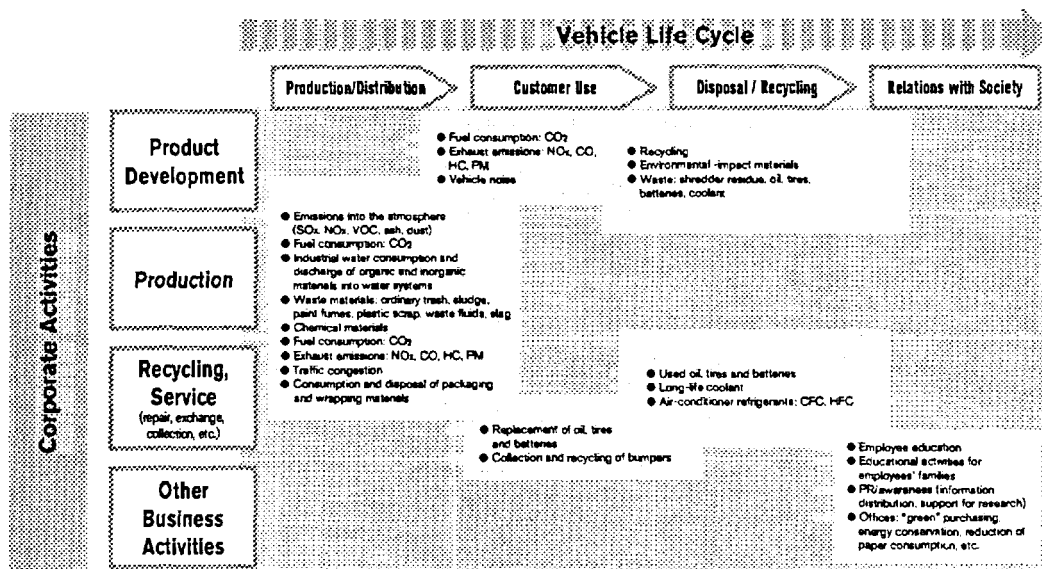 Vehicle Life Cycle
Production/Distribution
Customer Use
Disposal / Recycling
Relations with Society
Corporate Activities
Product
Development
● Fuel consumption: CO₂
● Exhaust emissions: NOx, CO,
HC, PM
● Vehicle noise
● Recycling
● Environmental-impact materials
● Waste: shredder residue, oil, tires,
batteries, coolant
Production
● Emissions into the atmosphere
(SOx, NOx, VOC, ash, dust)
● Fuel consumption: CO₂
● Industrial water consumption and
discharge of organic and inorganic
materials into water systems
● Waste materials: ordinary trash, sludge,
paint fumes, plastic scrap, waste fluids, slag
● Chemical materials
● Fuel consumption: CO₂
● Exhaust emissions: NOx, CO, HC, PM
● Traffic congestion
● Consumption and disposal of packaging
and wrapping materials
Recycling,
Service
(repair, exchange,
collection, etc.)
● Used oil, tires and batteries
● Long-life coolant
● Air-conditioner refrigerants: CFC, HFC
● Replacement of oil, tires
and batteries
● Collection and recycling of bumpers
Other
Business
Activities
● Employee education
● Educational activities for
employees' families
● PR/awareness (information
distribution, support for research)
● Offices: "green" purchasing,
energy conservation, reduction of
paper consumption, etc.